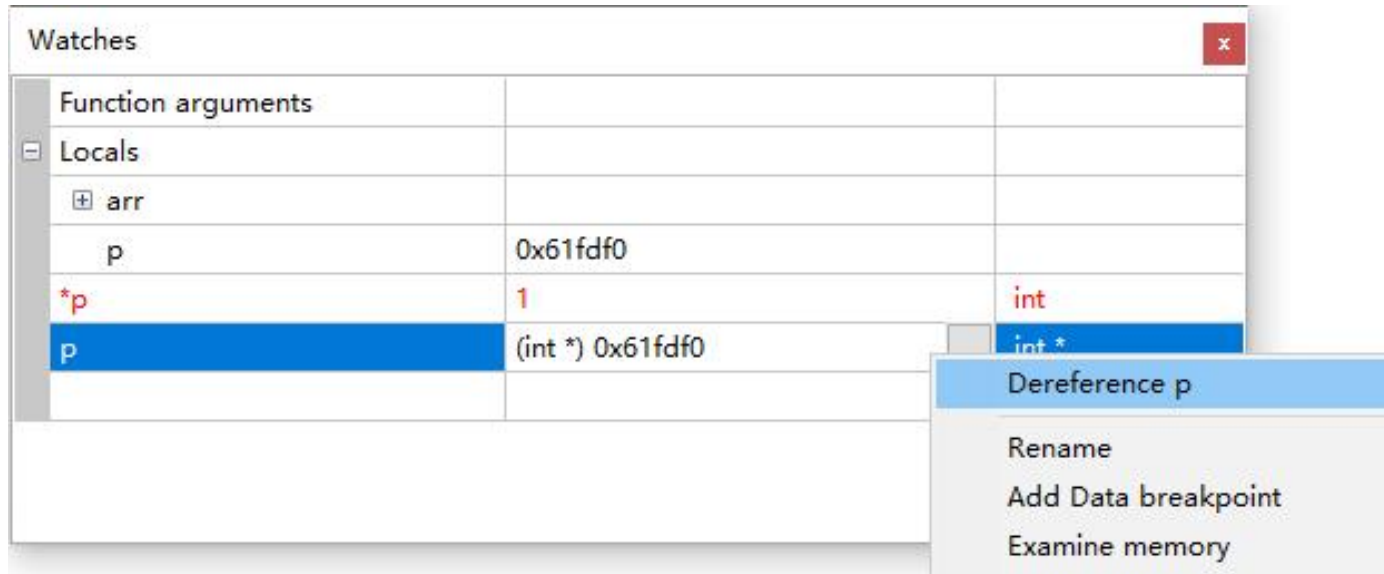 Watches
x
Function arguments
Locals
arr
p 0x61fdf0
*p 1 int
p (int *) 0x61fdf0 int *
Dereference p
Rename
Add Data breakpoint
Examine memory